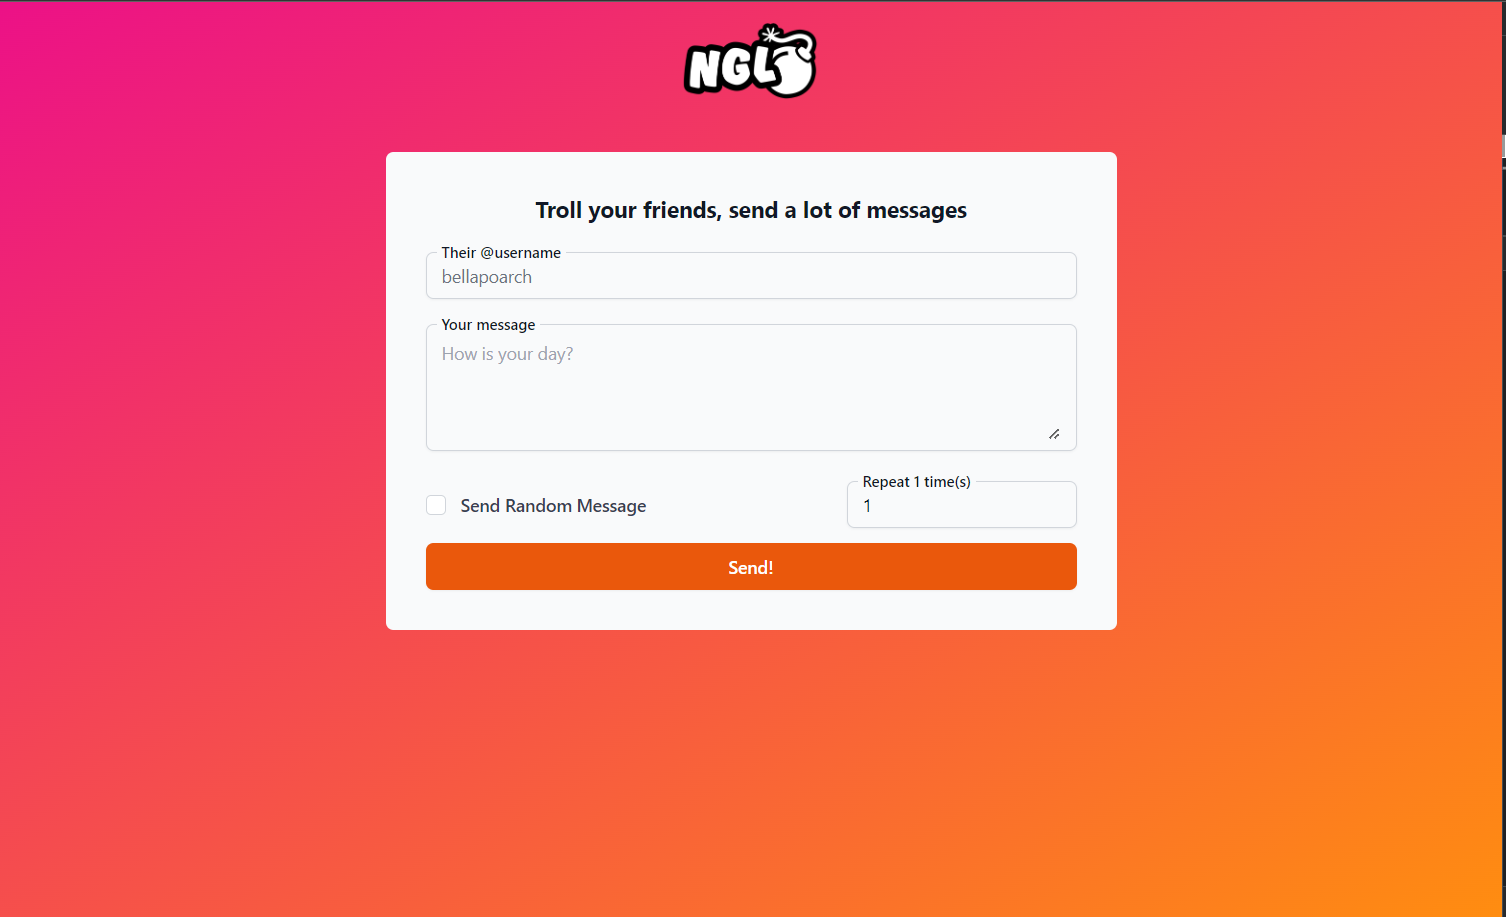 NGL
Troll your friends, send a lot of messages
Their @username
bellapoarch
Your message
How is your day?
Send Random Message
Repeat 1 time(s)
1
Send!